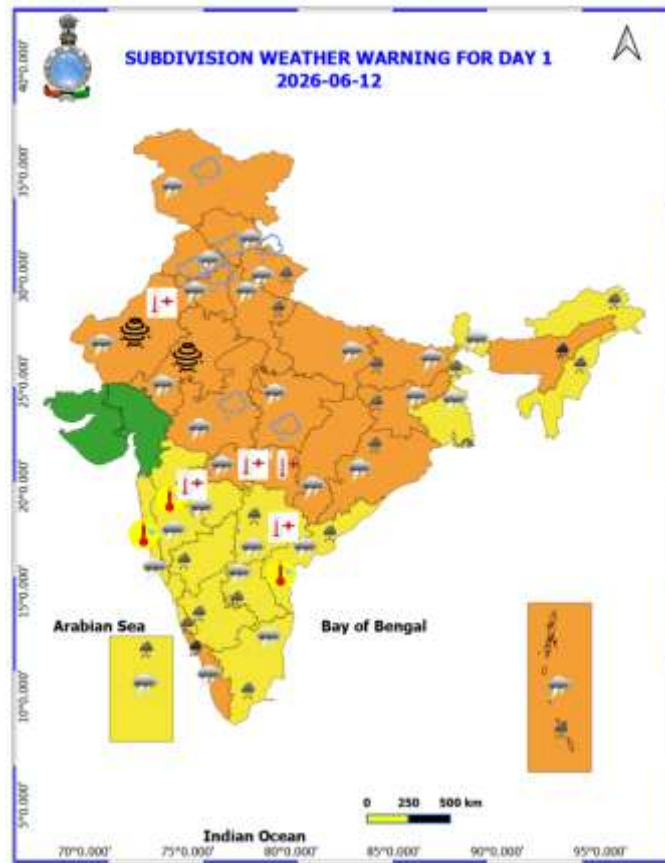 SUBDIVISION WEATHER WARNING FOR DAY 1
2026-06-12
40°0.000'
35°0.000'
30°0.000'
25°0.000'
20°0.000'
15°0.000'
10°0.000'
5°0.000'
Arabian Sea
Bay of Bengal
0 250 500 km
Indian Ocean
70°0.000' 75°0.000' 80°0.000' 85°0.000' 90°0.000' 95°0.000'